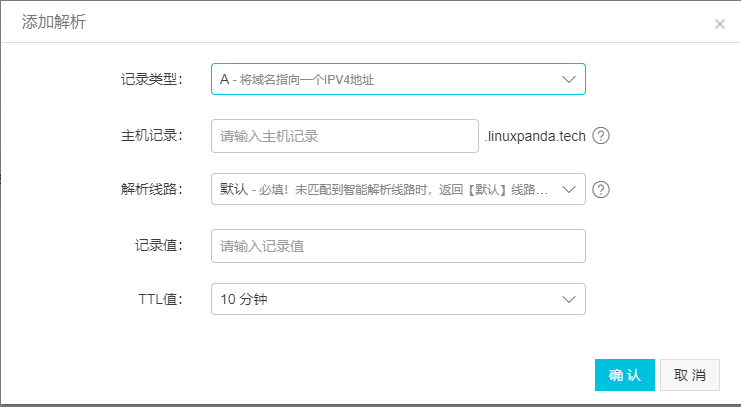 添加解析
记录类型： A - 将域名指向一个IPV4地址
主机记录： 请输入主机记录 .linuxpanda.tech ?
解析线路： 默认 - 必填！未匹配到智能解析线路时，返回【默认】线路... ?
记录值： 请输入记录值
TTL值： 10 分钟
确 认 取 消